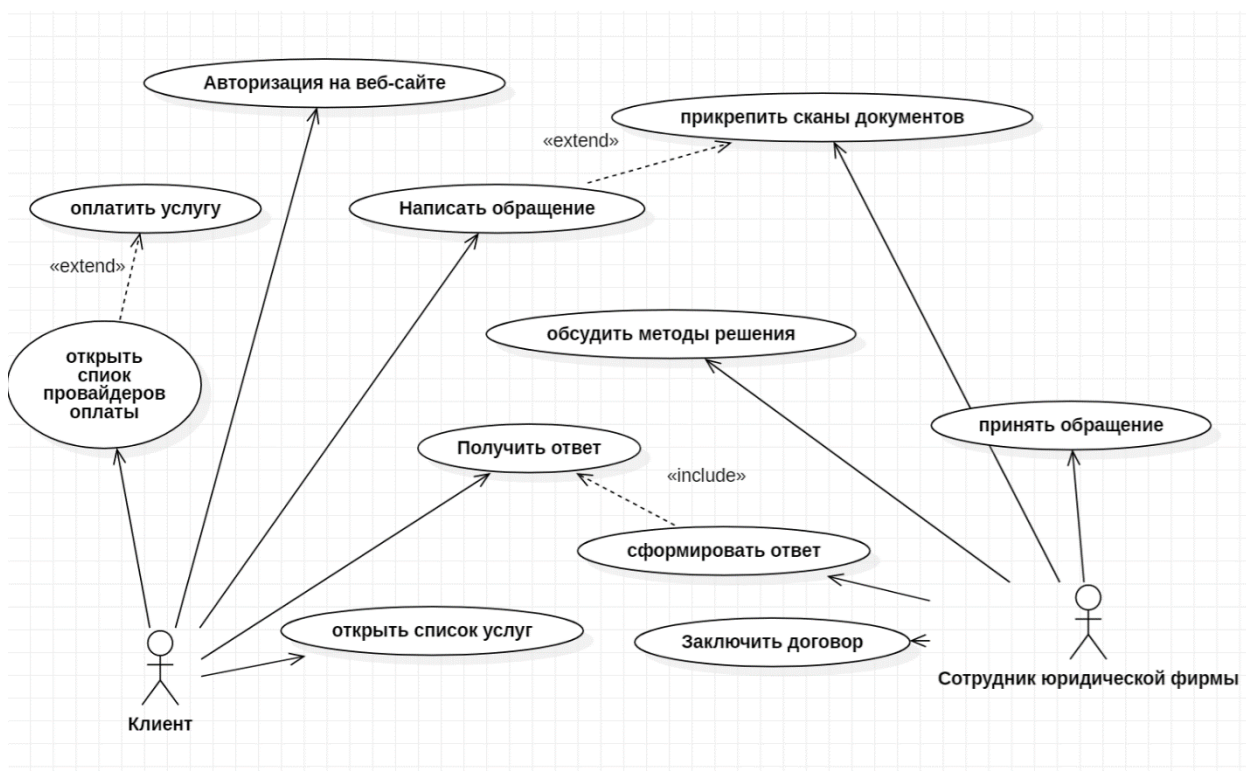 Авторизация на веб-сайте
прикрепить сканы документов
«extend»
оплатить услугу
Написать обращение
«extend»
обсудить методы решения
открыть
спиок
провайдеров
оплаты
принять обращение
Получить ответ
«include»
сформировать ответ
открыть список услуг
Заключить договор
Сотрудник юридической фирмы
Клиент